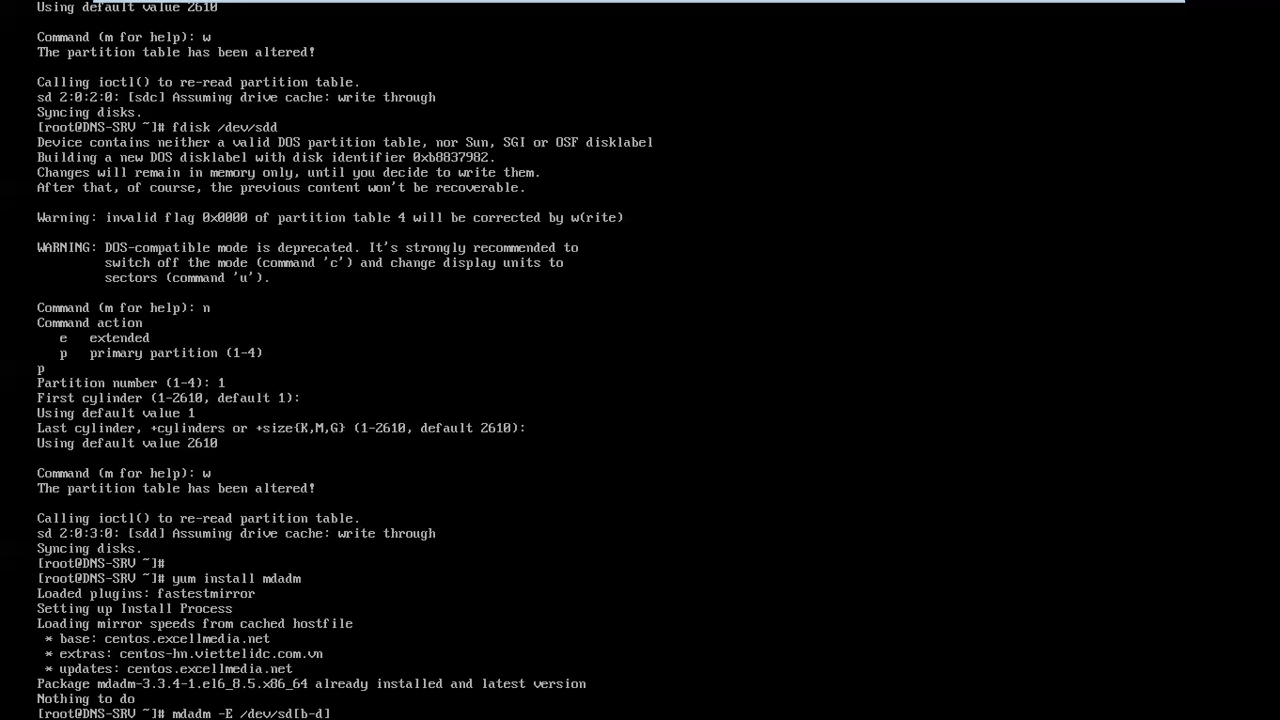 Using default value 2610
Command (m for help): w
The partition table has been altered!
Calling ioctl() to re-read partition table.
sd 2:0:2:0: [sdc] Assuming drive cache: write through
Syncing disks.
[root@DNS-SRV ~]# fdisk /dev/sdd
Device contains neither a valid DOS partition table, nor Sun, SGI or OSF disklabel
Building a new DOS disklabel with disk identifier 0xb8837982.
Changes will remain in memory only, until you decide to write them.
After that, of course, the previous content won't be recoverable.
Warning: invalid flag 0x0000 of partition table 4 will be corrected by w(rite)
WARNING: DOS-compatible mode is deprecated. It's strongly recommended to
switch off the mode (command 'c') and change display units to
sectors (command 'u').
Command (m for help): n
Command action
e   extended
p   primary partition (1-4)
p
Partition number (1-4): 1
First cylinder (1-2610, default 1):
Using default value 1
Last cylinder, +cylinders or +size{K,M,G} (1-2610, default 2610):
Using default value 2610
Command (m for help): w
The partition table has been altered!
Calling ioctl() to re-read partition table.
sd 2:0:3:0: [sdd] Assuming drive cache: write through
Syncing disks.
[root@DNS-SRV ~]#
[root@DNS-SRV ~]# yum install mdadm
Loaded plugins: fastestmirror
Setting up Install Process
Loading mirror speeds from cached hostfile
* base: centos.excellmedia.net
* extras: centos-hn.viettelidc.com.vn
* updates: centos.excellmedia.net
Package mdadm-3.3.4-1.el6_8.5.x86_64 already installed and latest version
Nothing to do
[root@DNS-SRV ~]# mdadm -E /dev/sd[b-d]